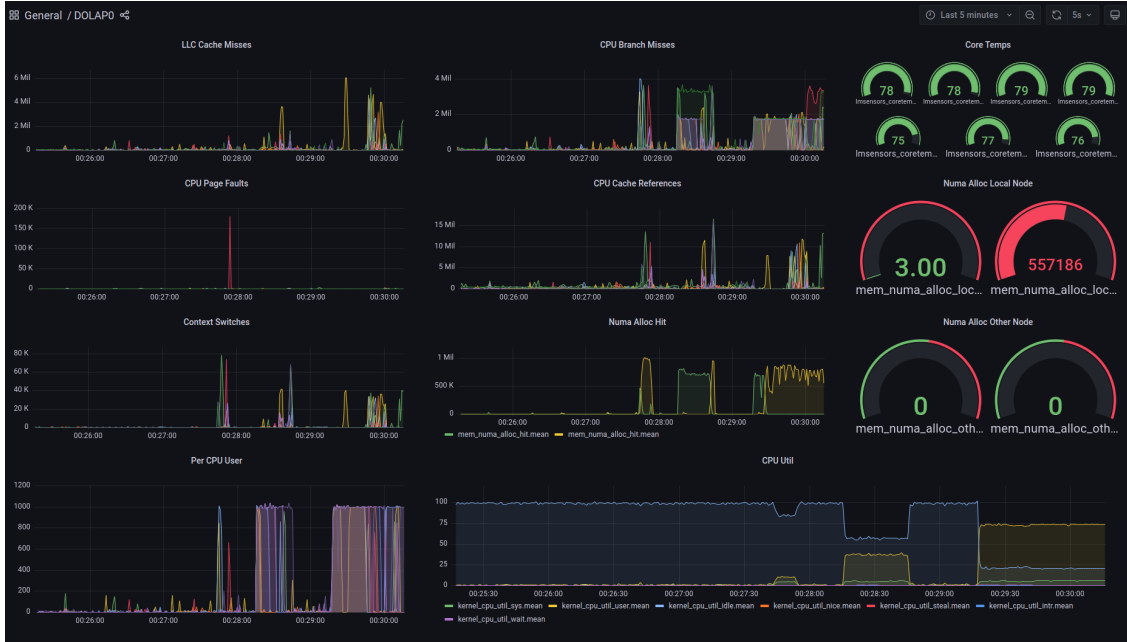 General / DOLAP0
Last 5 minutes
5s
LLC Cache Misses
6 Mil
4 Mil
2 Mil
0
00:26:00 00:27:00 00:28:00 00:29:00 00:30:00
CPU Branch Misses
4 Mil
2 Mil
0
00:26:00 00:27:00 00:28:00 00:29:00 00:30:00
Core Temps
78 78 79 79
lmsensors_coretem... lmsensors_coretem... lmsensors_coretem... lmsensors_coretem...
75 77 76
lmsensors_coretem... lmsensors_coretem... lmsensors_coretem...
CPU Page Faults
200 K
150 K
100 K
50 K
0
00:26:00 00:27:00 00:28:00 00:29:00 00:30:00
CPU Cache References
15 Mil
10 Mil
5 Mil
0
00:26:00 00:27:00 00:28:00 00:29:00 00:30:00
Numa Alloc Local Node
3.00 557186
mem_numa_alloc_loc... mem_numa_alloc_loc...
Context Switches
80 K
60 K
40 K
20 K
0
00:26:00 00:27:00 00:28:00 00:29:00 00:30:00
Numa Alloc Hit
1 Mil
500 K
0
00:26:00 00:27:00 00:28:00 00:29:00 00:30:00
mem_numa_alloc_hit.mean mem_numa_alloc_hit.mean
Numa Alloc Other Node
0 0
mem_numa_alloc_oth... mem_numa_alloc_oth...
Per CPU User
1200
1000
800
600
400
200
0
00:26:00 00:27:00 00:28:00 00:29:00 00:30:00
CPU Util
100
75
50
25
0
00:25:30 00:26:00 00:26:30 00:27:00 00:27:30 00:28:00 00:28:30 00:29:00 00:29:30 00:30:00
kernel_cpu_util_sys.mean kernel_cpu_util_user.mean kernel_cpu_util_idle.mean kernel_cpu_util_nice.mean kernel_cpu_util_steal.mean kernel_cpu_util_intr.mean
kernel_cpu_util_wait.mean